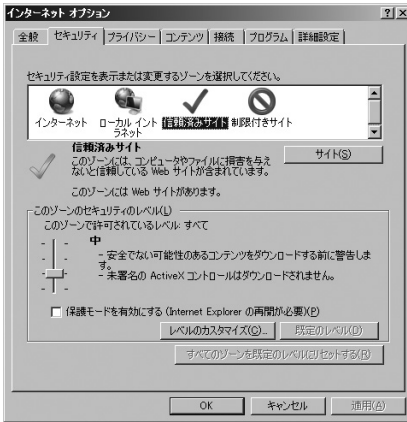 インターネット オプション
全般 セキュリティ プライバシー コンテンツ 接続 プログラム 詳細設定
セキュリティ設定を表示または変更するゾーンを選択してください。
インターネット ローカル イントラネット 信頼済みサイト 制限付きサイト
信頼済みサイト
サイト(S)
このゾーンには、コンピュータやファイルに損害を与え
ないと信頼している Web サイトが含まれています。
このゾーンには Web サイトがあります。
このゾーンのセキュリティのレベル(L)
このゾーンで許可されているレベル: すべて
中
- 安全でない可能性のあるコンテンツをダウンロードする前に警告しま
す。
- 未署名の ActiveX コントロールはダウンロードされません。
保護モードを有効にする (Internet Explorer の再開が必要)(P)
レベルのカスタマイズ(C)... 既定のレベル(D)
すべてのゾーンを既定のレベルにリセットする(R)
OK キャンセル 適用(A)